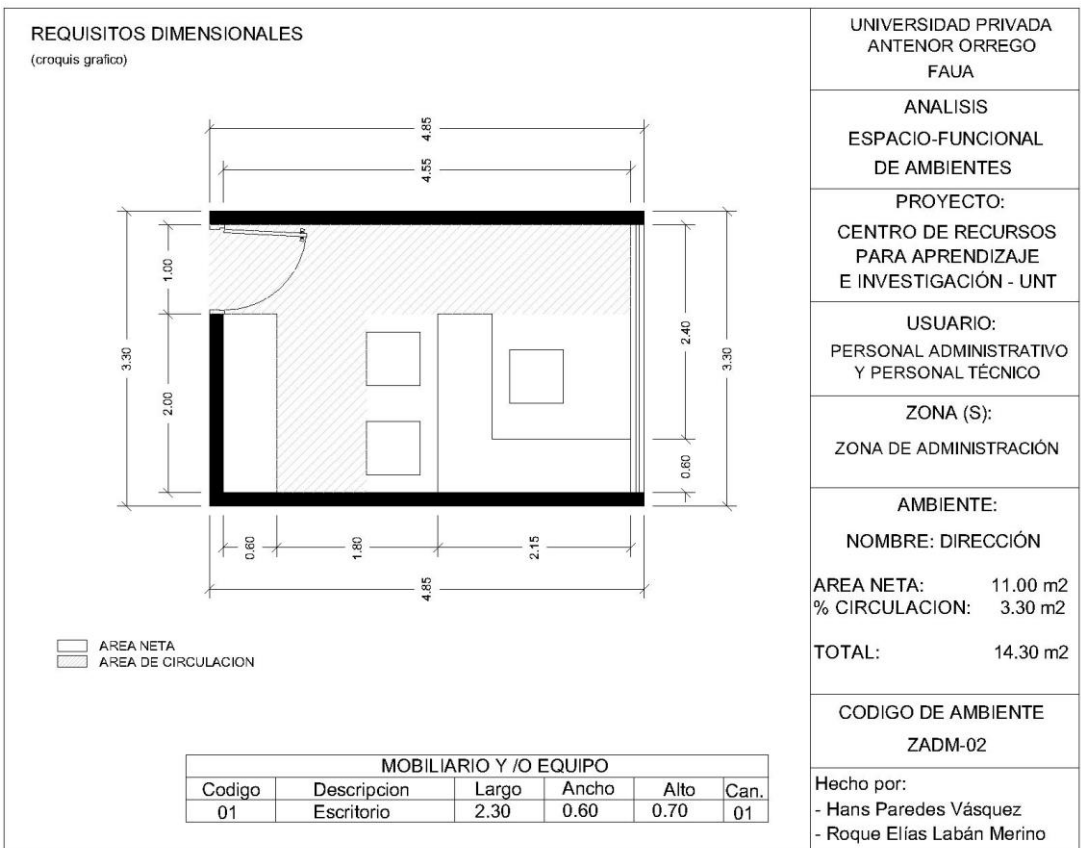 REQUISITOS DIMENSIONALES
(croquis grafico)
4.85
4.55
3.30
1.00
2.00
2.40
0.60
3.30
0.60
1.80
2.15
4.85
AREA NETA
AREA DE CIRCULACION
MOBILIARIO Y /O EQUIPO
Codigo Descripcion Largo Ancho Alto Can.
01 Escritorio 2.30 0.60 0.70 01
UNIVERSIDAD PRIVADA
ANTENOR ORREGO
FAUA
ANALISIS
ESPACIO-FUNCIONAL
DE AMBIENTES
PROYECTO:
CENTRO DE RECURSOS
PARA APRENDIZAJE
E INVESTIGACIÓN - UNT
USUARIO:
PERSONAL ADMINISTRATIVO
Y PERSONAL TÉCNICO
ZONA (S):
ZONA DE ADMINISTRACIÓN
AMBIENTE:
NOMBRE: DIRECCIÓN
AREA NETA: 11.00 m2
% CIRCULACION: 3.30 m2
TOTAL: 14.30 m2
CODIGO DE AMBIENTE
ZADM-02
Hecho por:
- Hans Paredes Vásquez
- Roque Elías Labán Merino